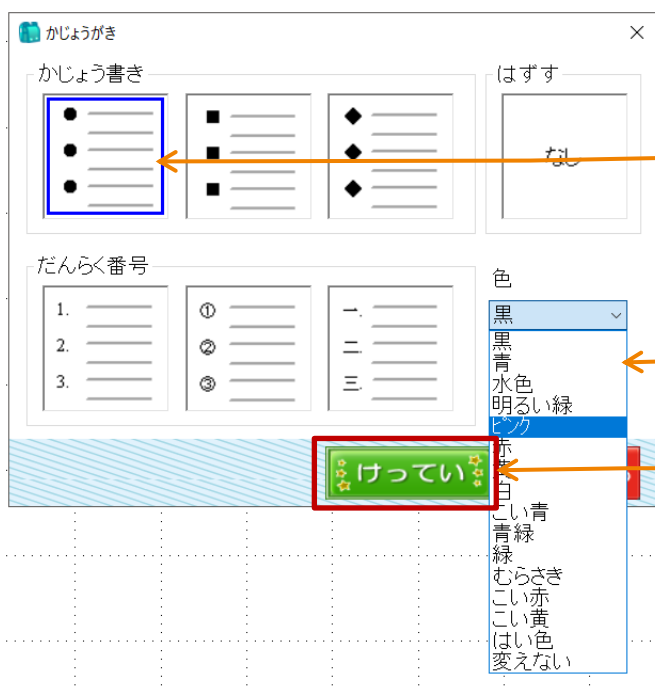 かじょうがき
かじょう書き
はずす
なし
だんらく番号
1.
2.
3.
①
②
③
一.
二.
三.
色
黒
黒
青
水色
明るい緑
ピンク
赤
白
こい青
青緑
緑
むらさき
こい赤
こい黄
はい色
変えない
けってい